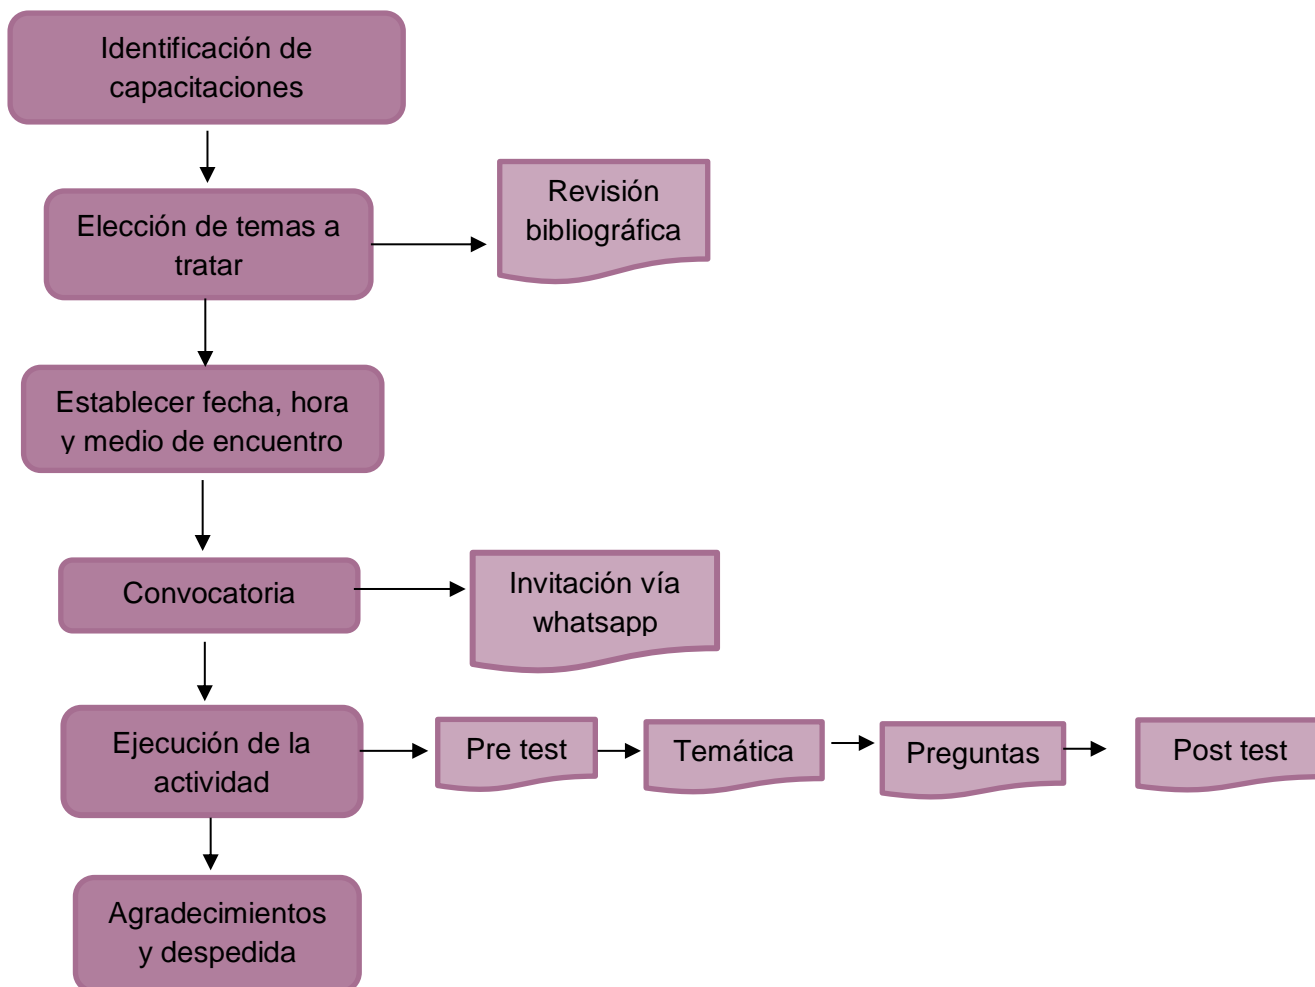 Identificación de
capacitaciones
Elección de temas a
tratar
Revisión
bibliográfica
Establecer fecha, hora
y medio de encuentro
Convocatoria
Invitación vía
whatsapp
Ejecución de la
actividad
Pre test
Temática
Preguntas
Post test
Agradecimientos
y despedida